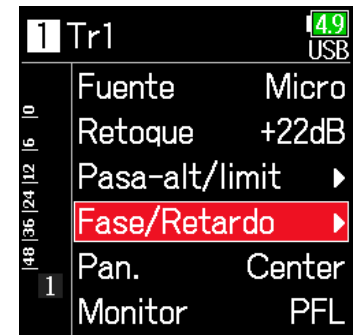 1 Tr1 4.9
USB
Fuente Micro
Retoque +22dB
Pasa-alt/limit
Fase/Retardo
Pan. Center
Monitor PFL
|48 |36 |24 |12 |6 |0
1